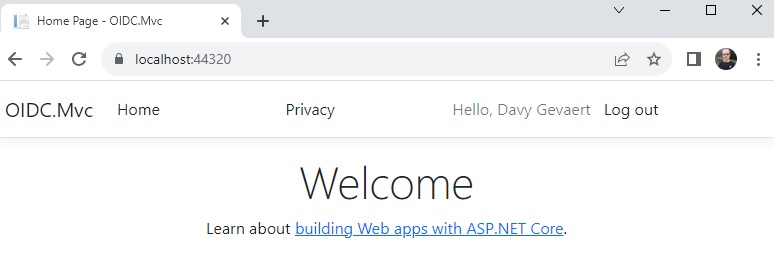 Home Page - OIDC.Mvc
localhost:44320
OIDC.Mvc Home Privacy Hello, Davy Gevaert Log out
Welcome
Learn about building Web apps with ASP.NET Core.